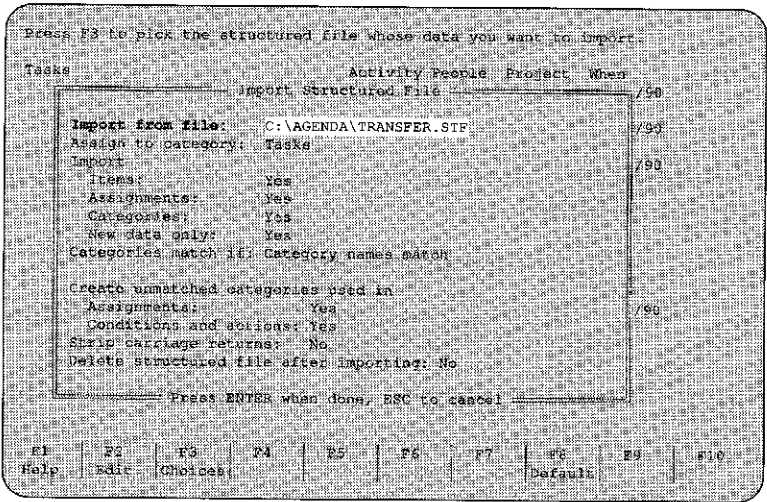 Press F3 to pick the structured file whose data you want to import.
Tasks Activity People Project When
Import Structured File
/90
Import from file: C:\AGENDA\TRANSFER.STF /90
Assign to category: Tasks
Import /90
Items: Yes
Assignments: Yes
Categories: Yes
New data only: Yes
Categories match if: Category names match
Create unmatched categories used in
Assignments: Yes /90
Conditions and actions: Yes
Strip carriage returns: No
Delete structured file after importing: No
Press ENTER when done, ESC to cancel
F1 F2 F3 F4 F5 F6 F7 F8 F9 F10
Help Edit Choices Default